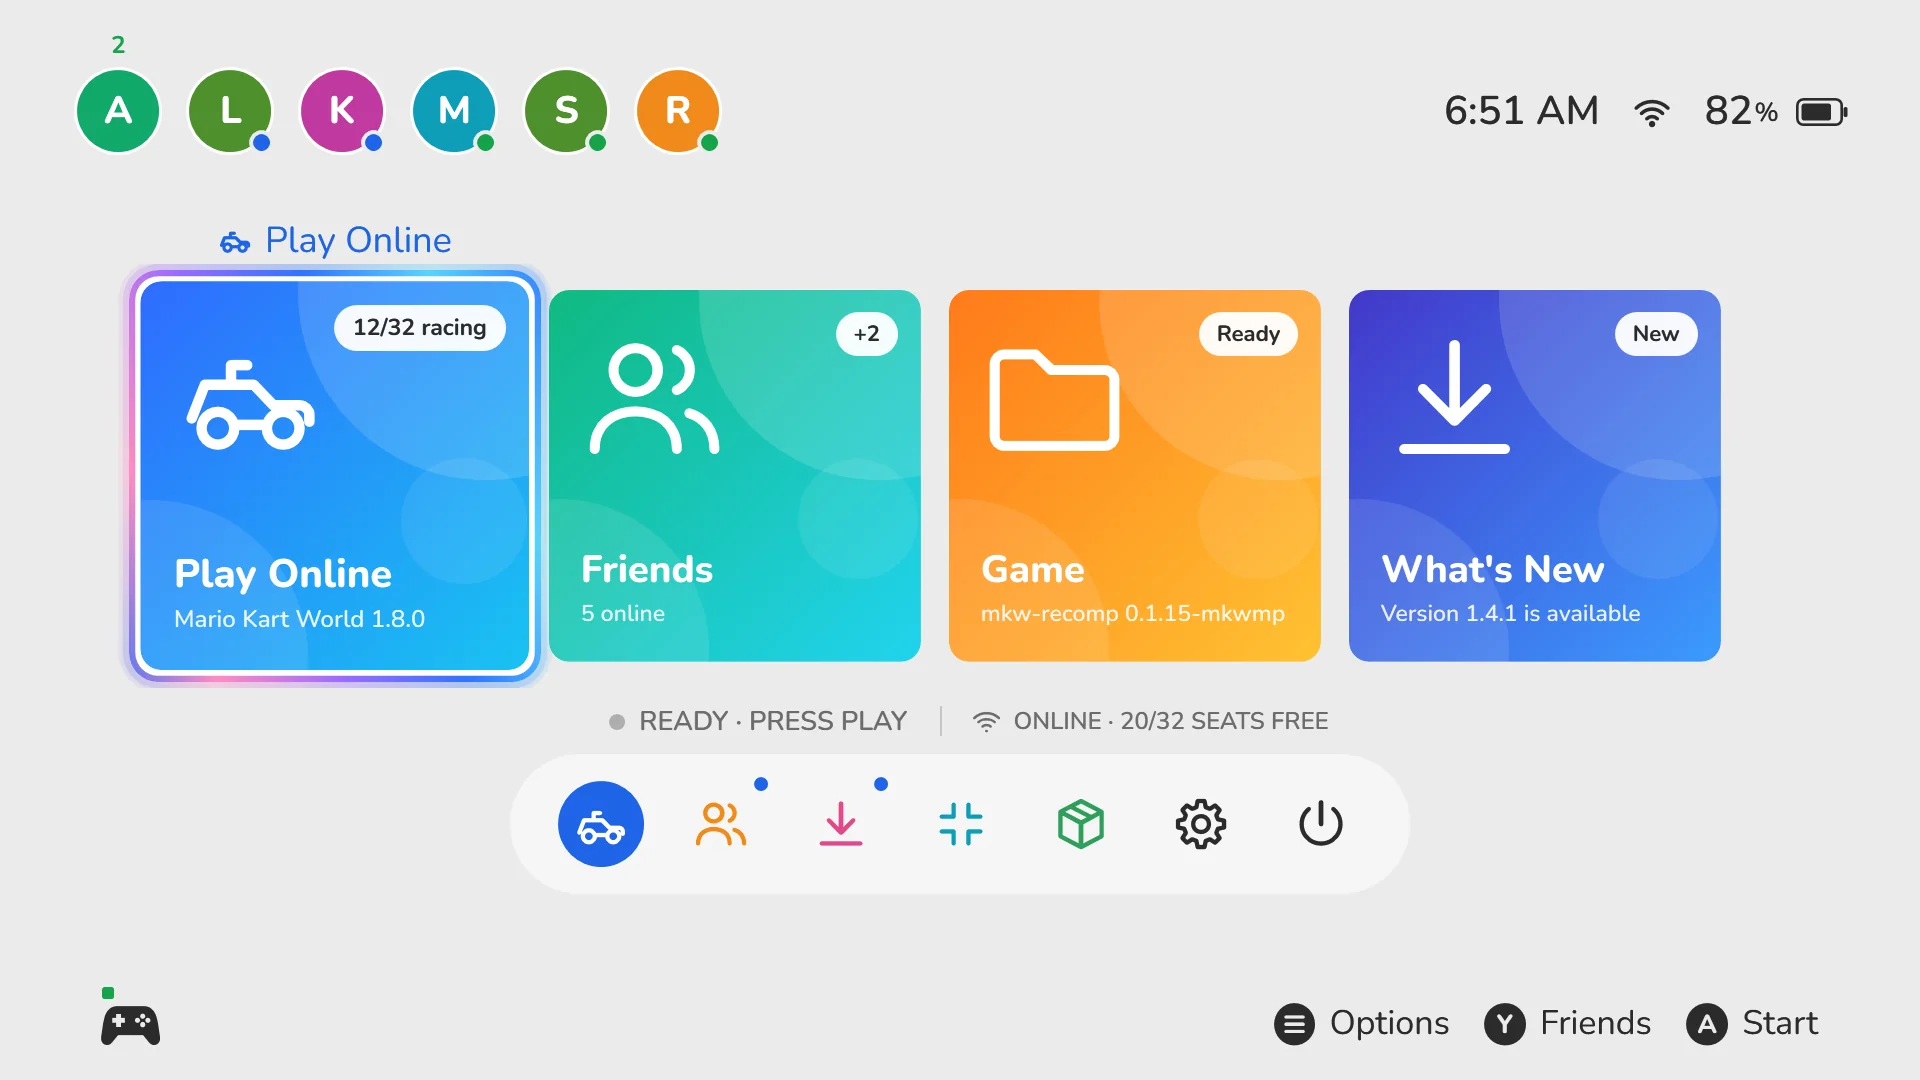 2
A L K M S R
6:51 AM 82%
Play Online
12/32 racing
Play Online
Mario Kart World 1.8.0
+2
Friends
5 online
Ready
Game
mkw-recomp 0.1.15-mkwmp
New
What's New
Version 1.4.1 is available
READY · PRESS PLAY
ONLINE · 20/32 SEATS FREE
Options
Y Friends
A Start